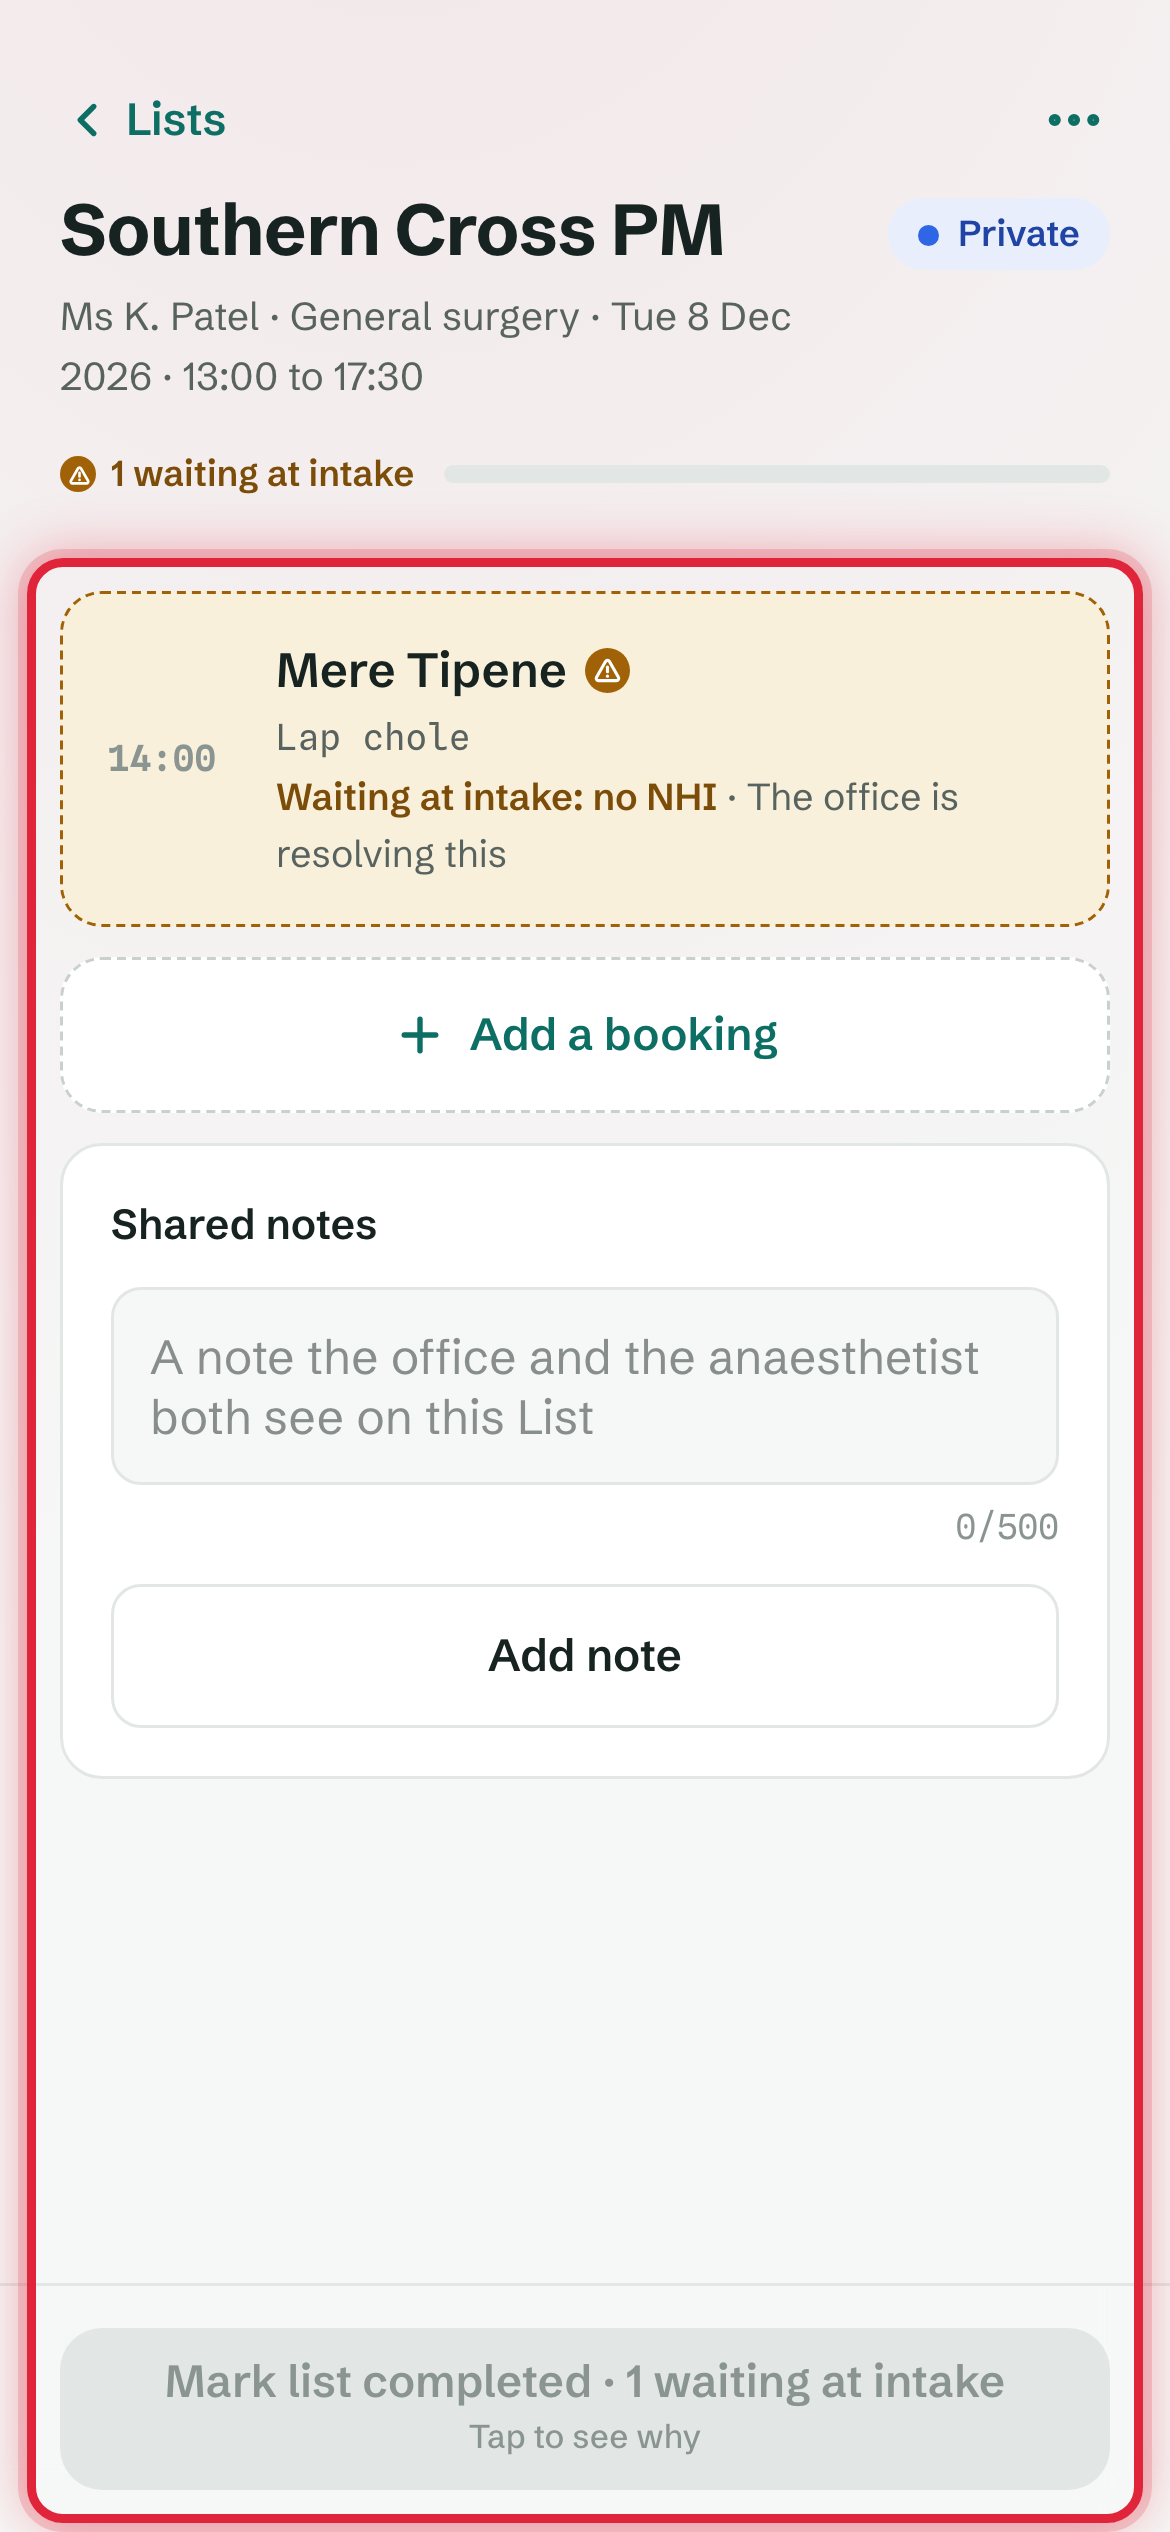 Lists
Southern Cross PM
Private
Ms K. Patel · General surgery · Tue 8 Dec
2026 · 13:00 to 17:30
1 waiting at intake
Mere Tipene
14:00
Lap chole
Waiting at intake: no NHI · The office is
resolving this
Add a booking
Shared notes
A note the office and the anaesthetist
both see on this List
0/500
Add note
Mark list completed · 1 waiting at intake
Tap to see why